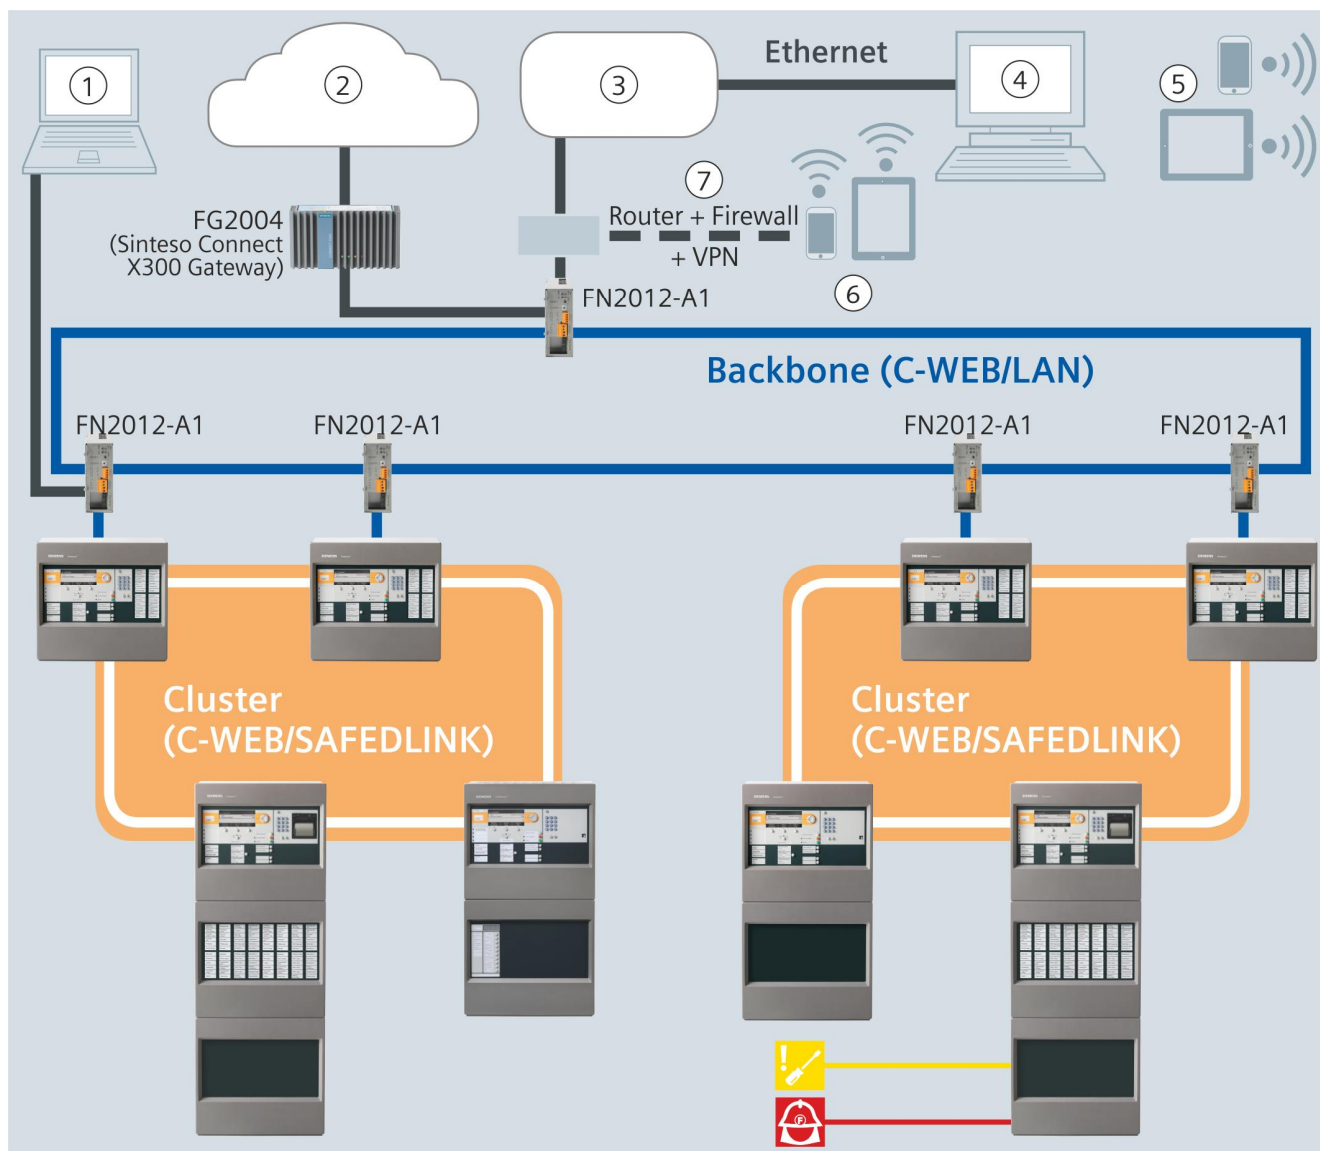 1
2
3
Ethernet
4
5
7
FG2004
(Sinteso Connect
X300 Gateway)
Router + Firewall
+ VPN
6
FN2012-A1
Backbone (C-WEB/LAN)
FN2012-A1
FN2012-A1
FN2012-A1
FN2012-A1
Cluster
(C-WEB/SAFEDLINK)
Cluster
(C-WEB/SAFEDLINK)
!
F